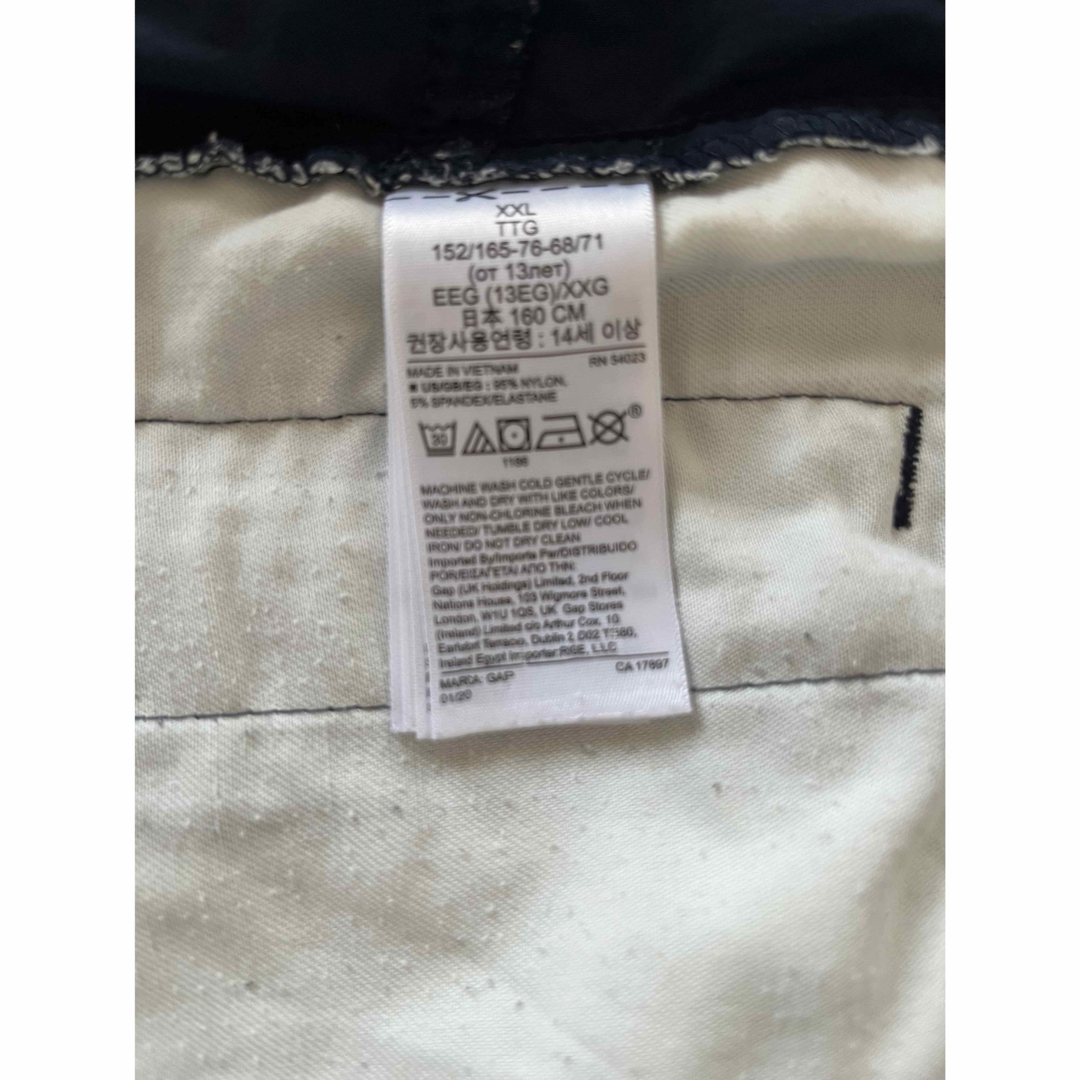 XXL
TTG
152/165-76-68/71
(от 13лет)
EEG (13EG)/XXG
日本 160 CM
권장사용연령 : 14세 이상
MADE IN VIETNAM RN 54023
■ US/GB/EG : 95% NYLON,
5% SPANDEX/ELASTANE
30 ®
1186
MACHINE WASH COLD GENTLE CYCLE/
WASH AND DRY WITH LIKE COLORS/
ONLY NON-CHLORINE BLEACH WHEN
NEEDED/ TUMBLE DRY LOW/ COOL
IRON/ DO NOT DRY CLEAN
Imported By/Importe Par/DISTRIBUIDO
POR/ΕΙΣΑΓΕΤΑΙ ΑΠΟ ΤΗΝ:
Gap (UK Holdings) Limited, 2nd Floor
Nations House, 103 Wigmore Street,
London, W1U 1QS, UK Gap Stores
(Ireland) Limited c/o Arthur Cox, 10
Earlsfort Terrace, Dublin 2, D02 T380,
Ireland Egypt Importer RISE, LLC
MARCA: GAP CA 17897
01/20